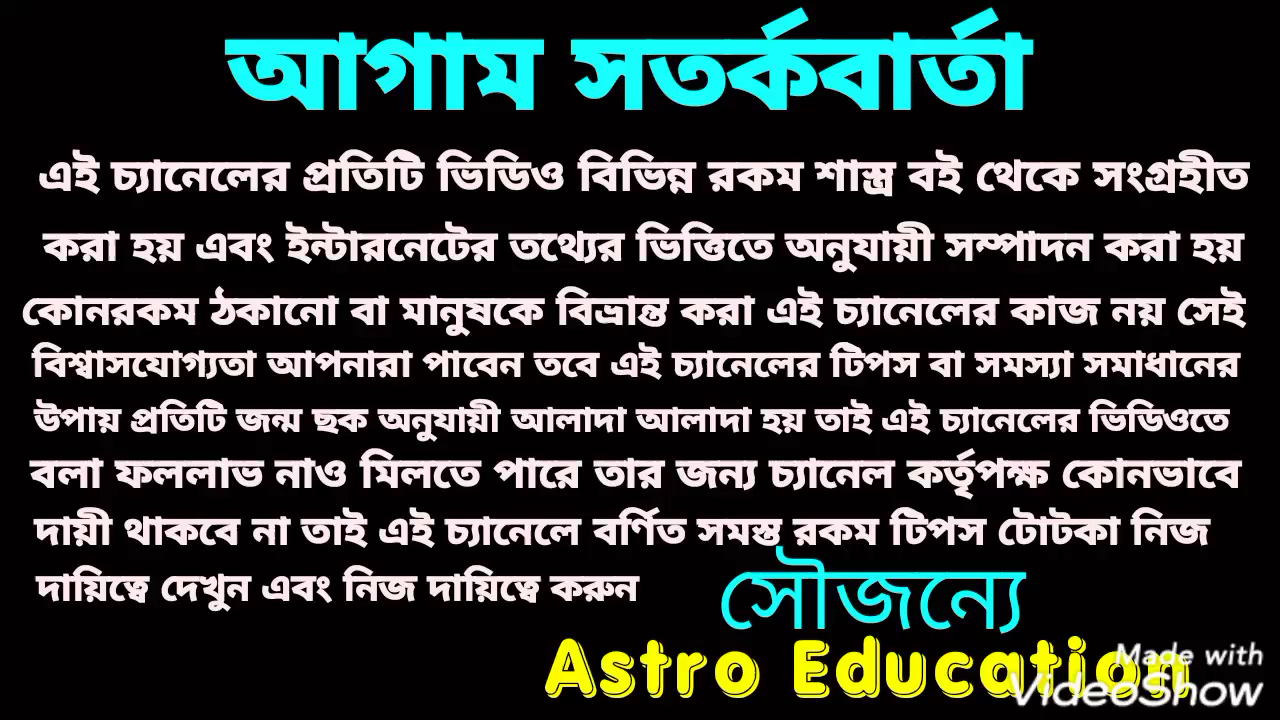 আগাম সতর্কবার্তা
এই চ্যানেলের প্রতিটি ভিডিও বিভিন্ন রকম শাস্ত্র বই থেকে সংগ্রহীত
করা হয় এবং ইন্টারনেটের তথ্যের ভিত্তিতে অনুযায়ী সম্পাদন করা হয়
কোনরকম ঠকানো বা মানুষকে বিভ্রান্ত করা এই চ্যানেলের কাজ নয় সেই
বিশ্বাসযোগ্যতা আপনারা পাবেন তবে এই চ্যানেলের টিপস বা সমস্যা সমাধানের
উপায় প্রতিটি জন্ম ছক অনুযায়ী আলাদা আলাদা হয় তাই এই চ্যানেলের ভিডিওতে
বলা ফললাভ নাও মিলতে পারে তার জন্য চ্যানেল কর্তৃপক্ষ কোনভাবে
দায়ী থাকবে না তাই এই চ্যানেলে বর্ণিত সমস্ত রকম টিপস টোটকা নিজ
দায়িত্বে দেখুন এবং নিজ দায়িত্বে করুন
সৌজন্যে
Astro Education
Made with
VideoShow